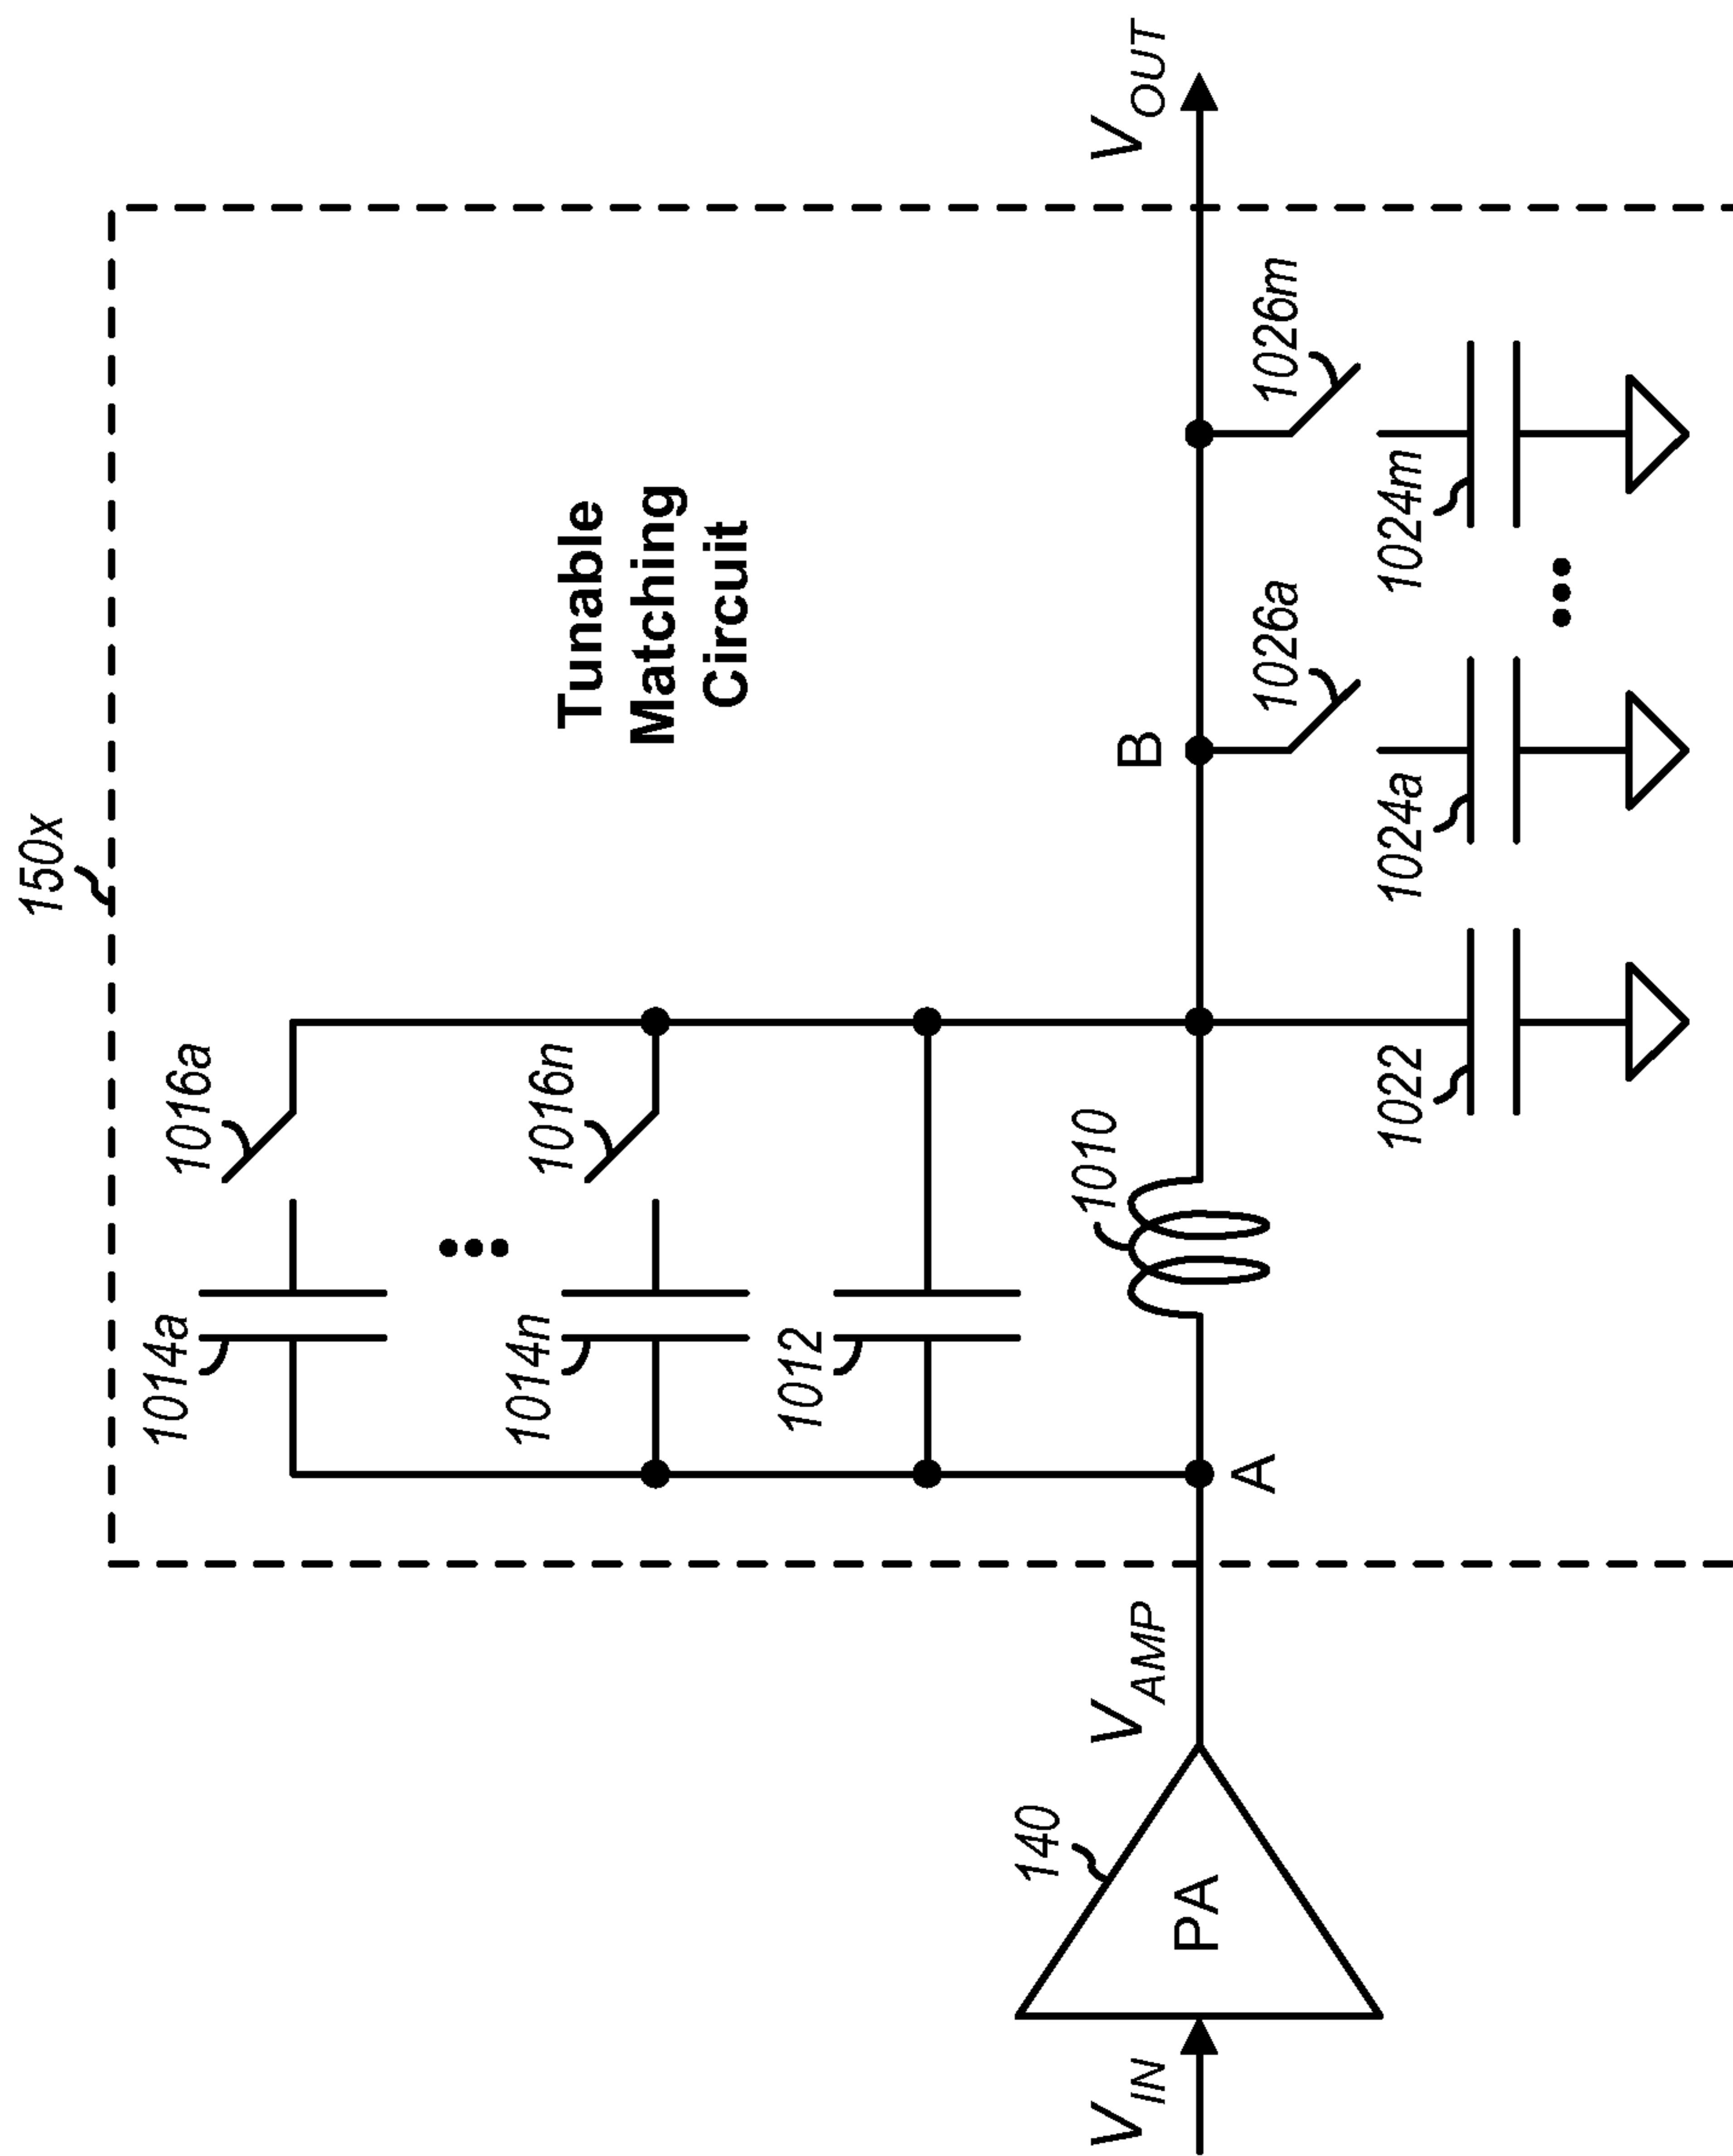 150x
1014a
1016a
1014n
1016n
1012
Tunable
Matching
Circuit
140
V_IN
PA
V_AMP
1010
B
V_OUT
A
1026a
1026m
1022
1024a
1024m